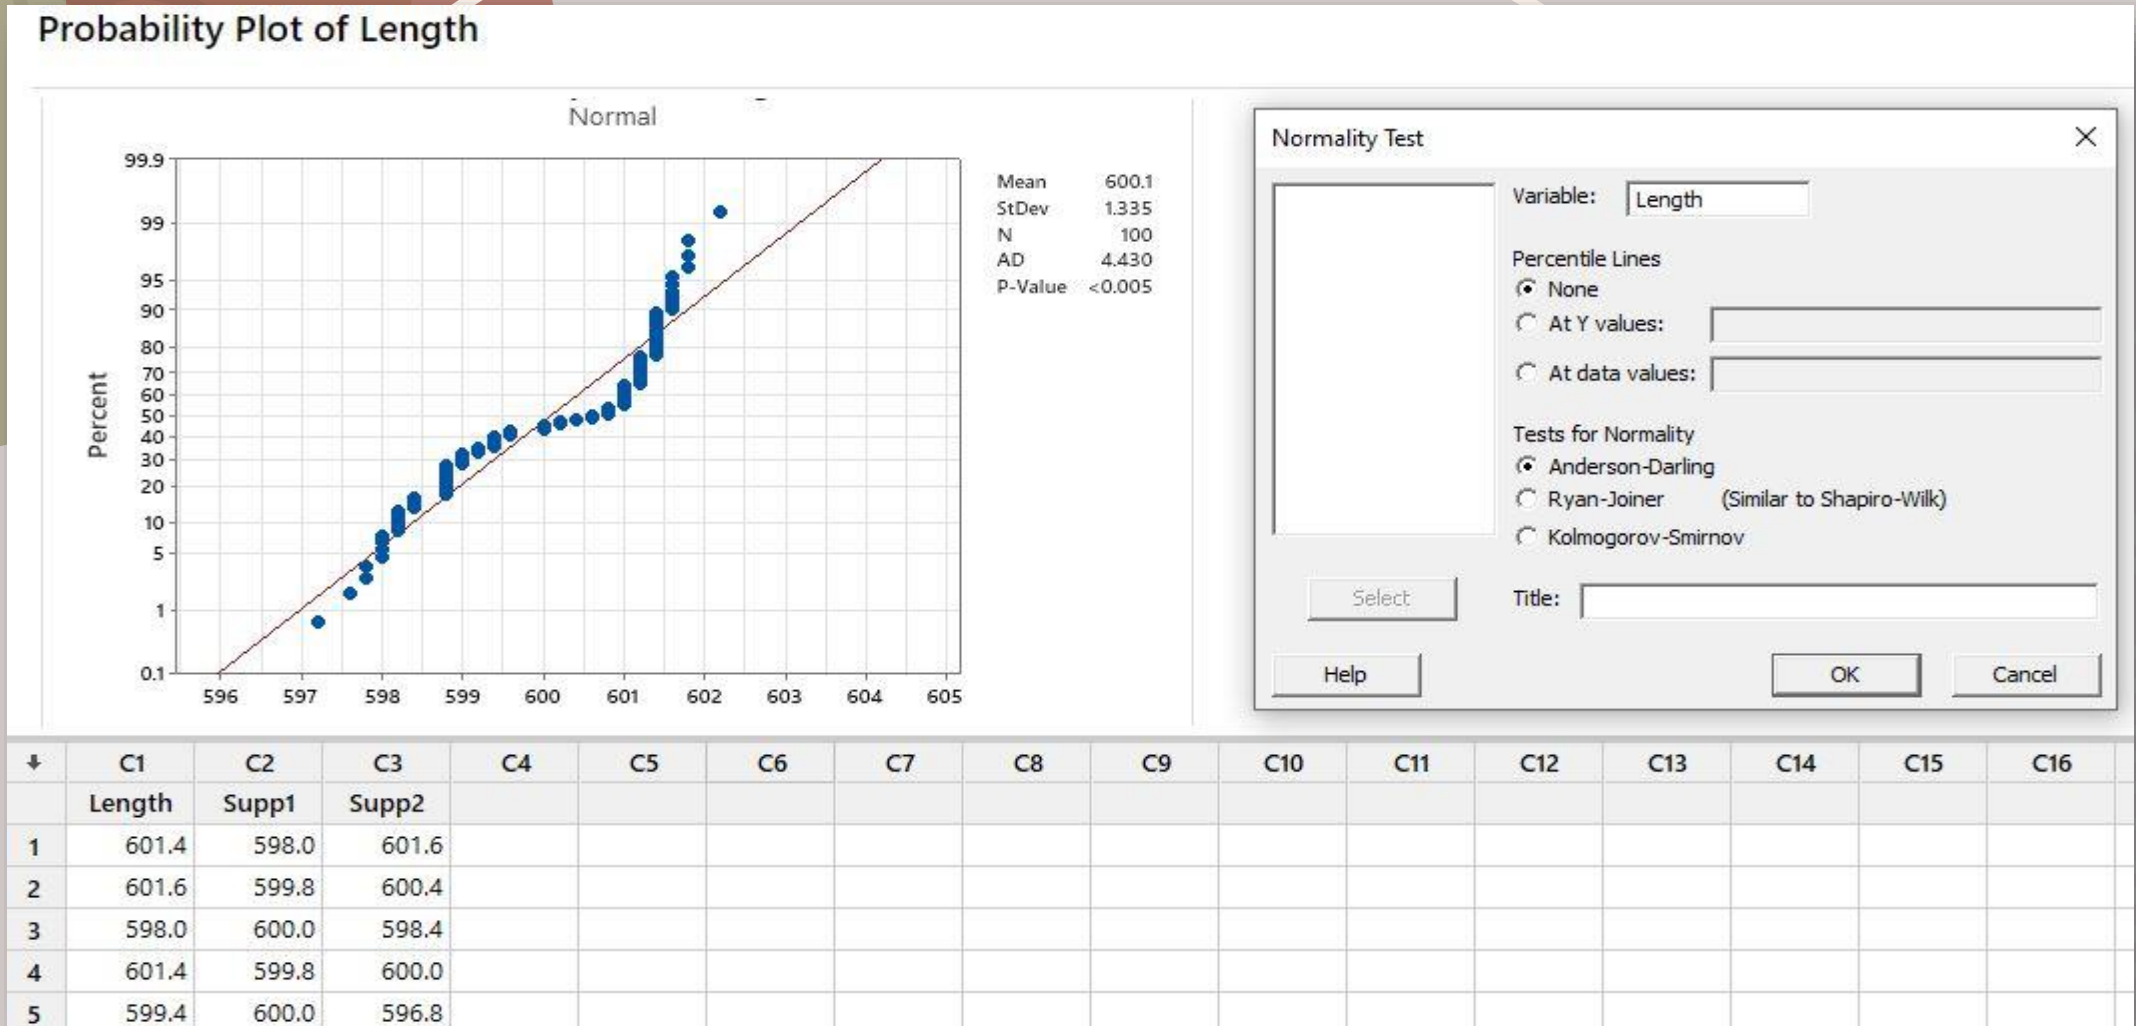 Probability Plot of Length
Normal
99.9
99
95
90
80
70
60
50
40
30
20
10
5
1
0.1
Percent
596 597 598 599 600 601 602 603 604 605
Mean 600.1
StDev 1.335
N 100
AD 4.430
P-Value <0.005
Normality Test
Variable: Length
Percentile Lines
None
At Y values:
At data values:
Tests for Normality
Anderson-Darling
Ryan-Joiner (Similar to Shapiro-Wilk)
Kolmogorov-Smirnov
Select
Title:
Help OK Cancel
C1 C2 C3 C4 C5 C6 C7 C8 C9 C10 C11 C12 C13 C14 C15 C16
Length Supp1 Supp2
1 601.4 598.0 601.6
2 601.6 599.8 600.4
3 598.0 600.0 598.4
4 601.4 599.8 600.0
5 599.4 600.0 596.8